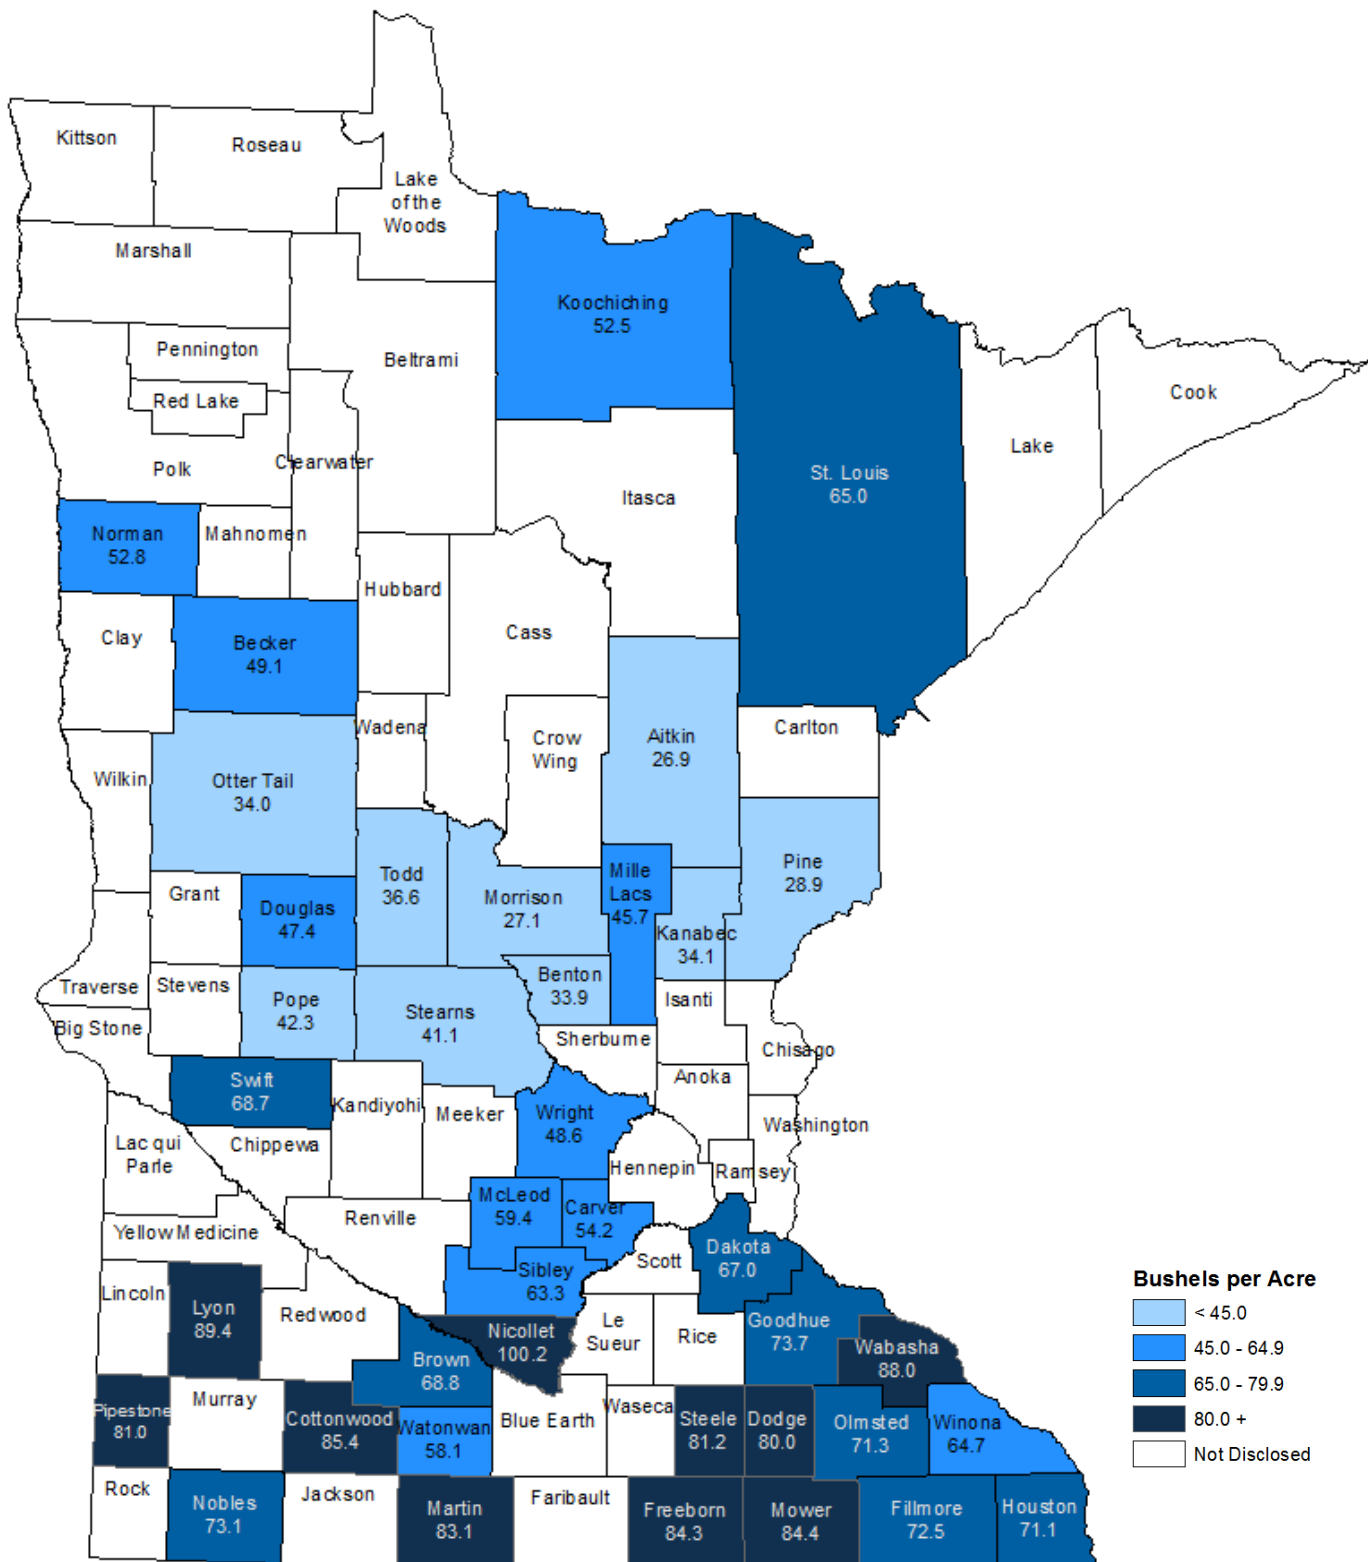 Kittson
Roseau
Lake
of the
Woods
Marshall
Koochiching
52.5
Pennington
Beltrami
Red Lake
Cook
Lake
Clearwater
Polk
St. Louis
65.0
Itasca
Norman
52.8
Mahnomen
Hubbard
Cass
Clay
Becker
49.1
Wadena
Crow
Wing
Aitkin
26.9
Carlton
Wilkin
Otter Tail
34.0
Todd
36.6
Mille
Lacs
45.7
Pine
28.9
Grant
Douglas
47.4
Morrison
27.1
Kanabec
34.1
Traverse
Stevens
Benton
33.9
Pope
42.3
Stearns
41.1
Isanti
Big Stone
Sherburne
Chisago
Swift
68.7
Anoka
Kandiyohi
Meeker
Wright
48.6
Washington
Lac qui
Parle
Chippewa
Hennepin
Ramsey
McLeod
59.4
Carver
54.2
Renville
Yellow Medicine
Scott
Dakota
67.0
Sibley
63.3
Lincoln
Lyon
89.4
Redwood
Nicollet
100.2
Le
Sueur
Rice
Goodhue
73.7
Wabasha
88.0
Brown
68.8
Murray
Pipestone
81.0
Cottonwood
85.4
Watonwan
58.1
Blue Earth
Waseca
Steele
81.2
Dodge
80.0
Olmsted
71.3
Winona
64.7
Rock
Nobles
73.1
Jackson
Martin
83.1
Faribault
Freeborn
84.3
Mower
84.4
Fillmore
72.5
Houston
71.1
Bushels per Acre
< 45.0
45.0 - 64.9
65.0 - 79.9
80.0 +
Not Disclosed